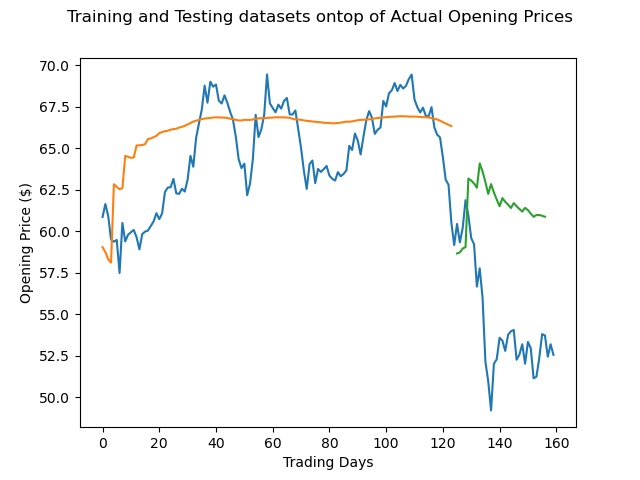 Training and Testing datasets ontop of Actual Opening Prices
70.0
67.5
65.0
62.5
60.0
57.5
55.0
52.5
50.0
Opening Price ($)
0 20 40 60 80 100 120 140 160
Trading Days